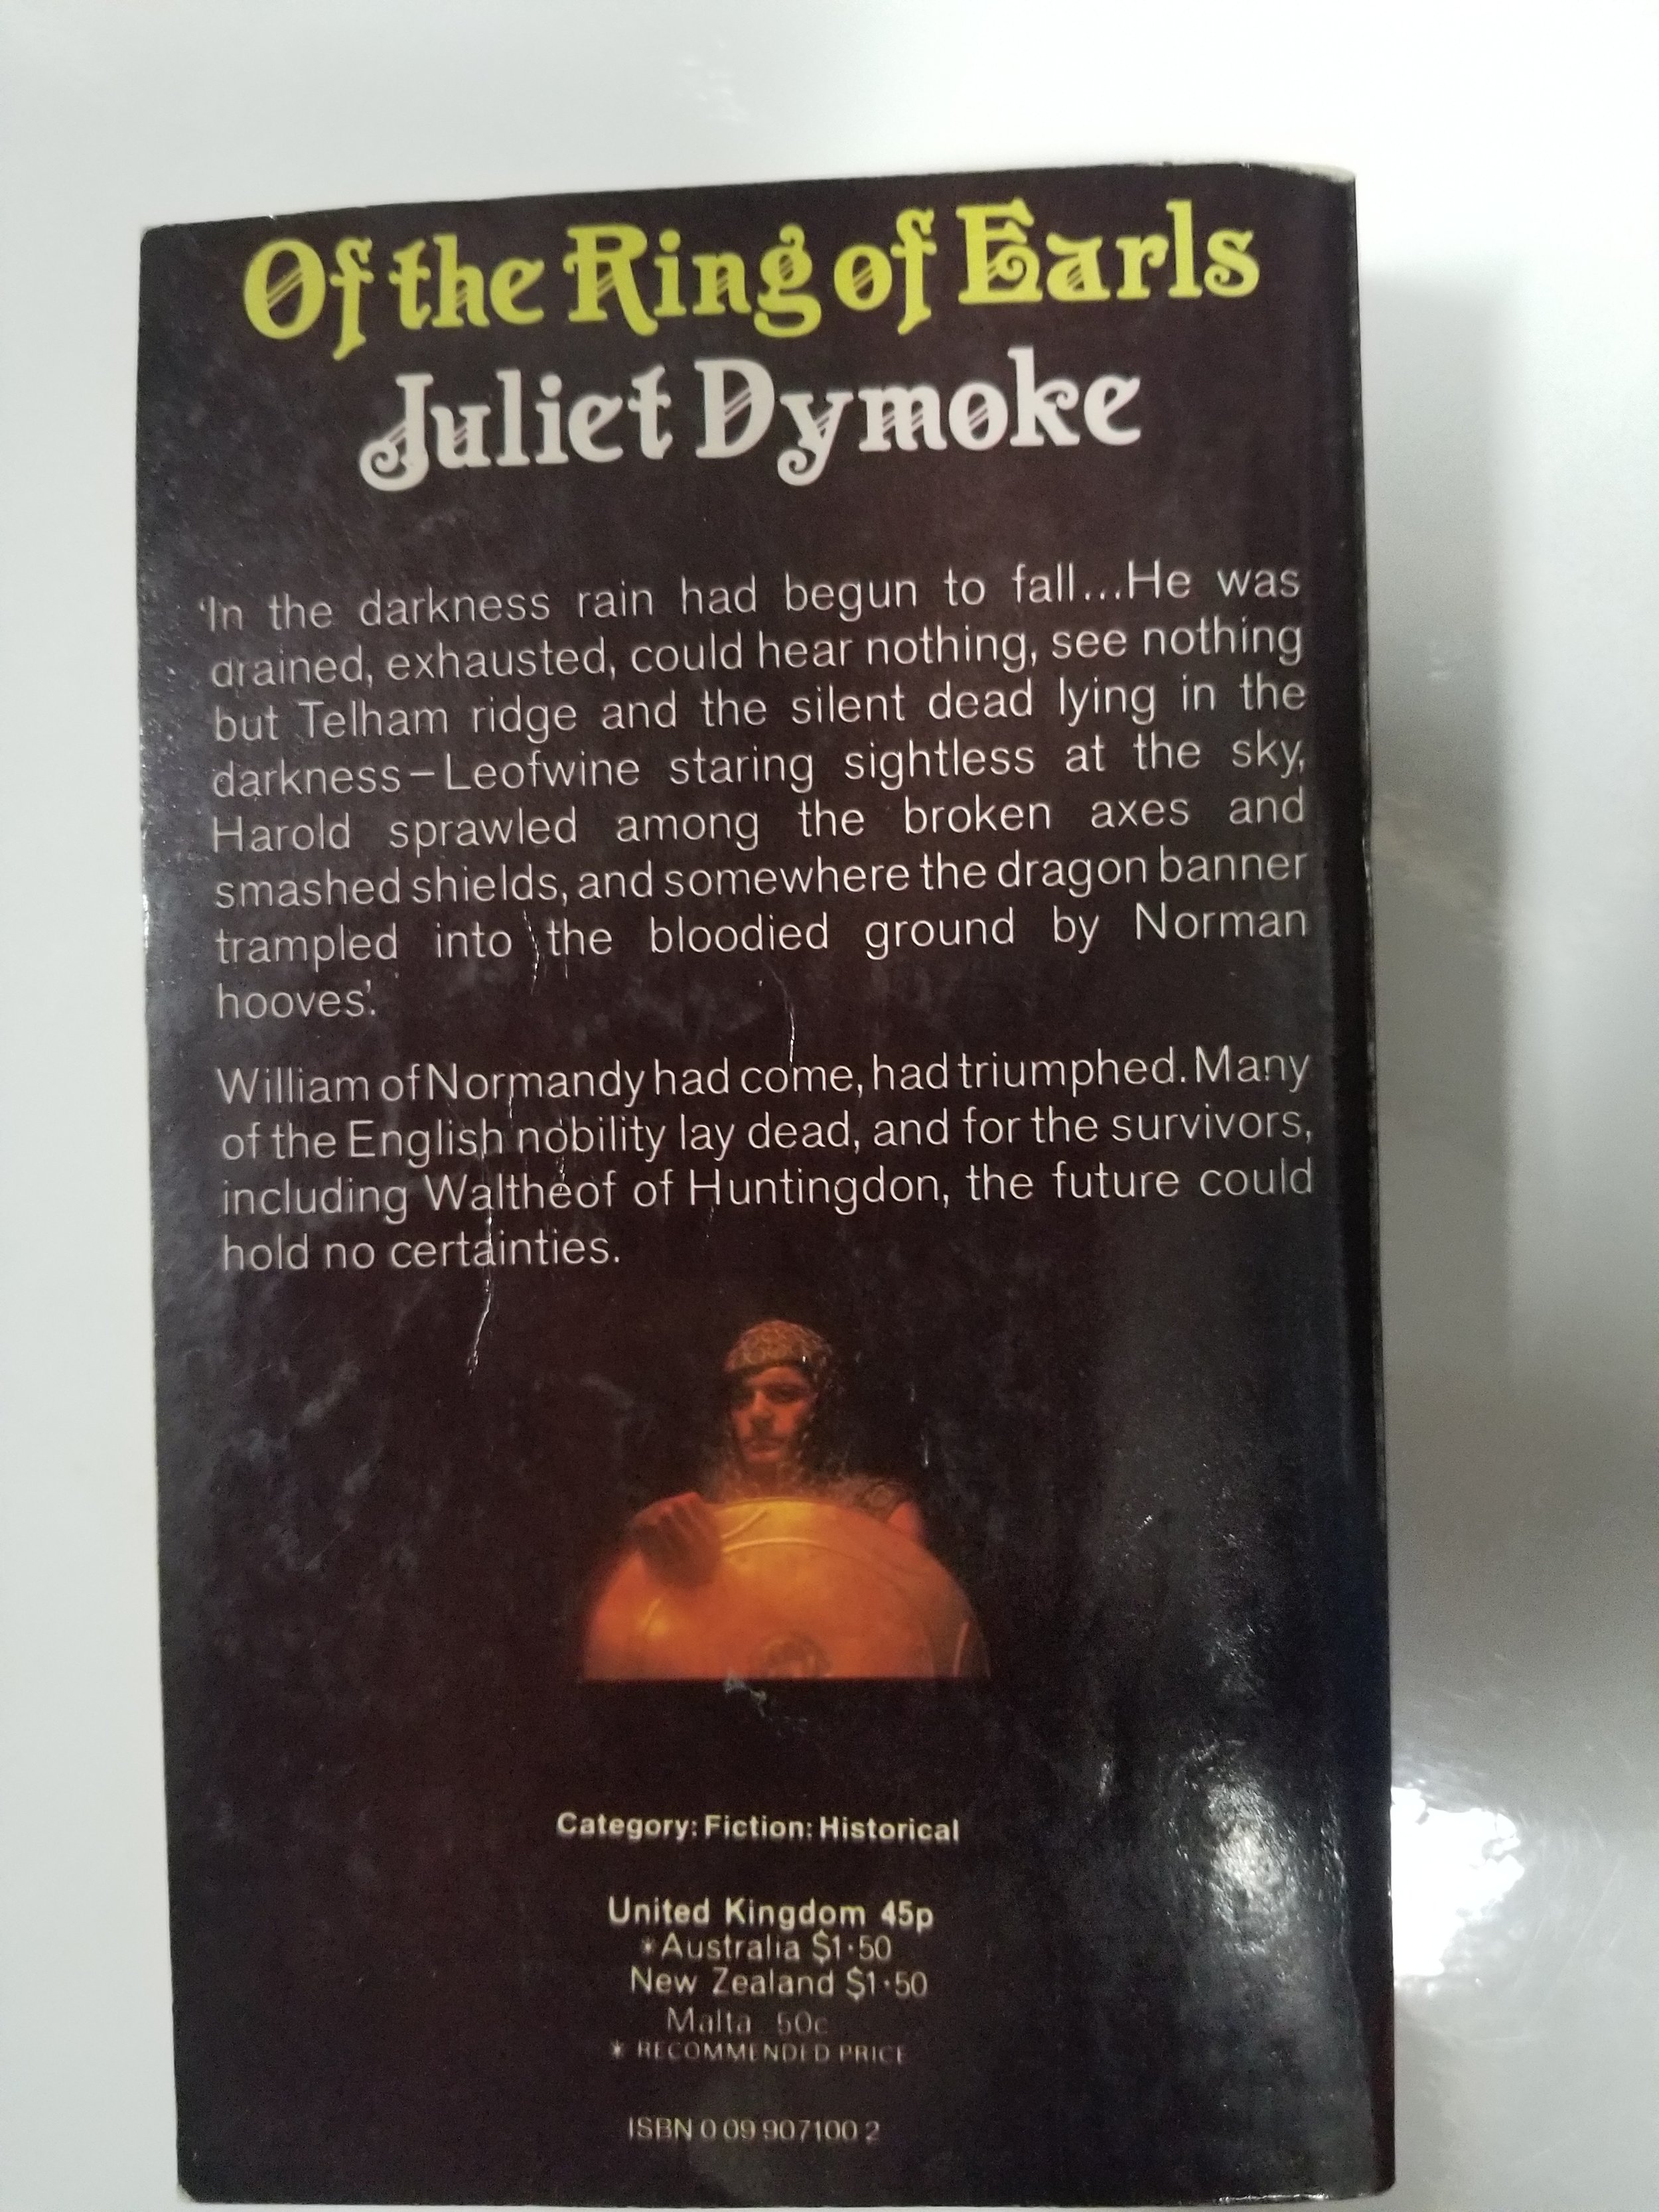 Of the Ring of Earls
Juliet Dymoke
'In the darkness rain had begun to fall...He was
drained, exhausted, could hear nothing, see nothing
but Telham ridge and the silent dead lying in the
darkness – Leofwine staring sightless at the sky,
Harold sprawled among the broken axes and
smashed shields, and somewhere the dragon banner
trampled into the bloodied ground by Norman
hooves'.
William of Normandy had come, had triumphed. Many
of the English nobility lay dead, and for the survivors,
including Waltheof of Huntingdon, the future could
hold no certainties.
Category: Fiction: Historical
United Kingdom 45p
*Australia $1·50
New Zealand $1·50
Malta 50c
* RECOMMENDED PRICE
ISBN 0 09 907100 2